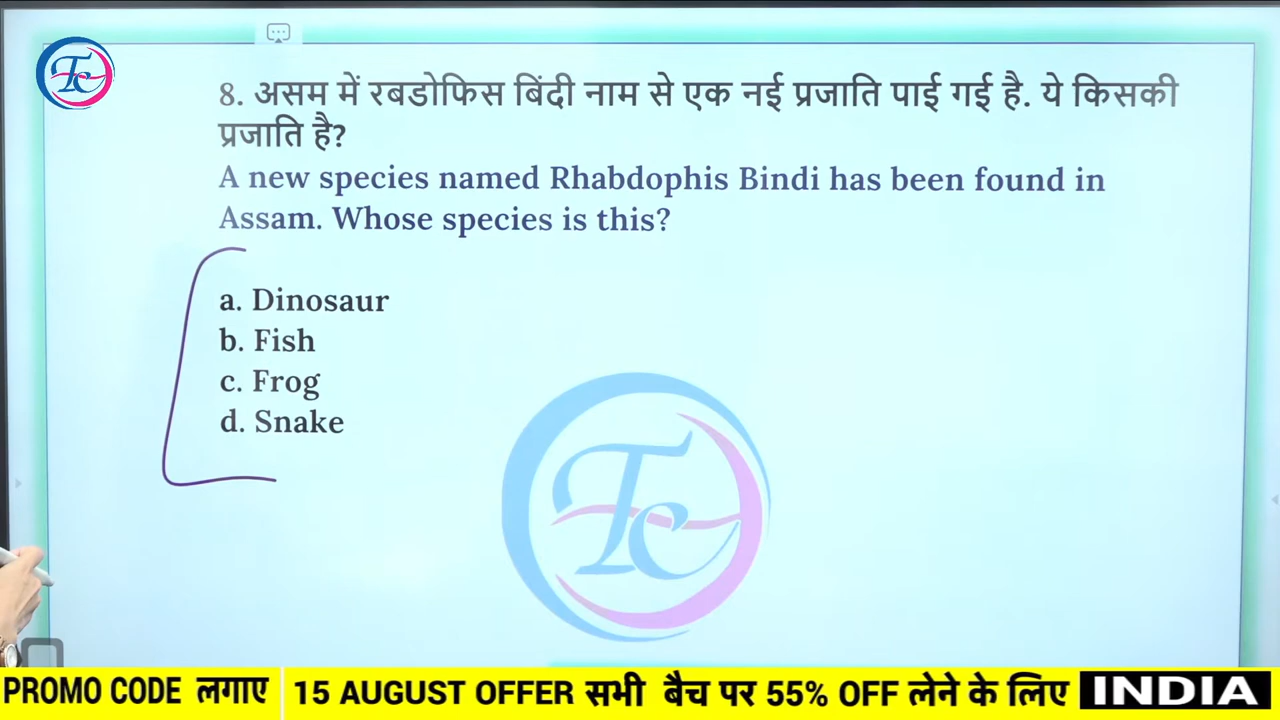 Tc
8. असम में रबडोफिस बिंदी नाम से एक नई प्रजाति पाई गई है. ये किसकी
प्रजाति है?
A new species named Rhabdophis Bindi has been found in
Assam. Whose species is this?
a. Dinosaur
b. Fish
c. Frog
d. Snake
Tc
PROMO CODE लगाए 15 AUGUST OFFER सभी बैच पर 55% OFF लेने के लिए INDIA